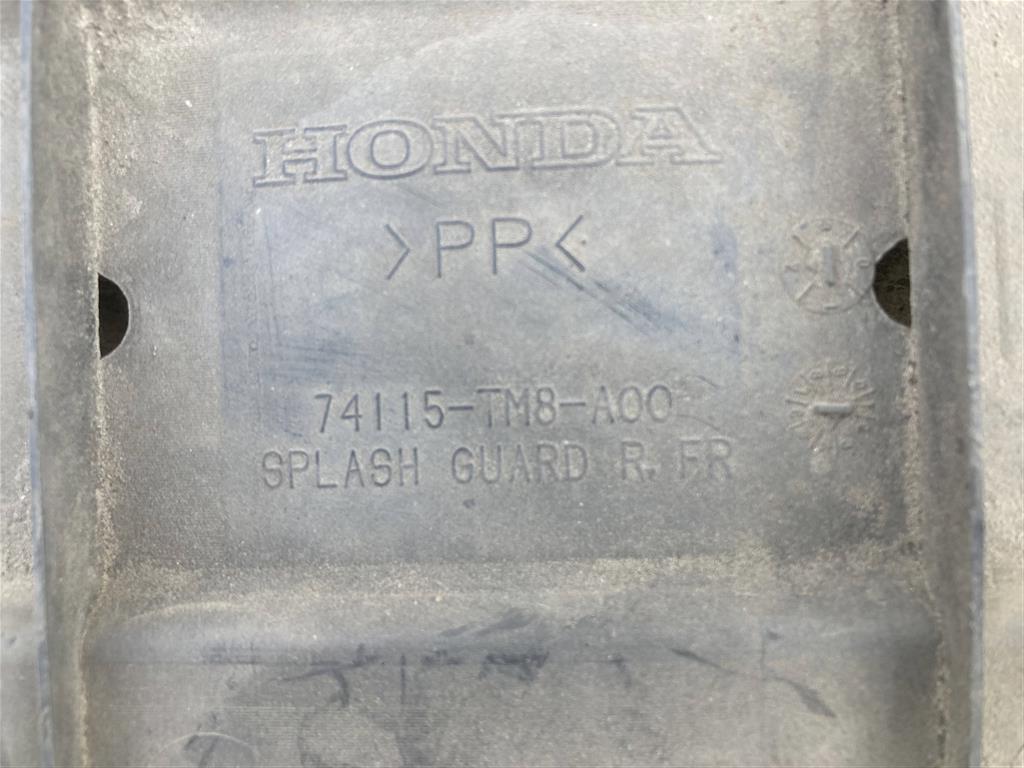 HONDA
>PP<
74115-TM8-A00
SPLASH GUARD R. FR